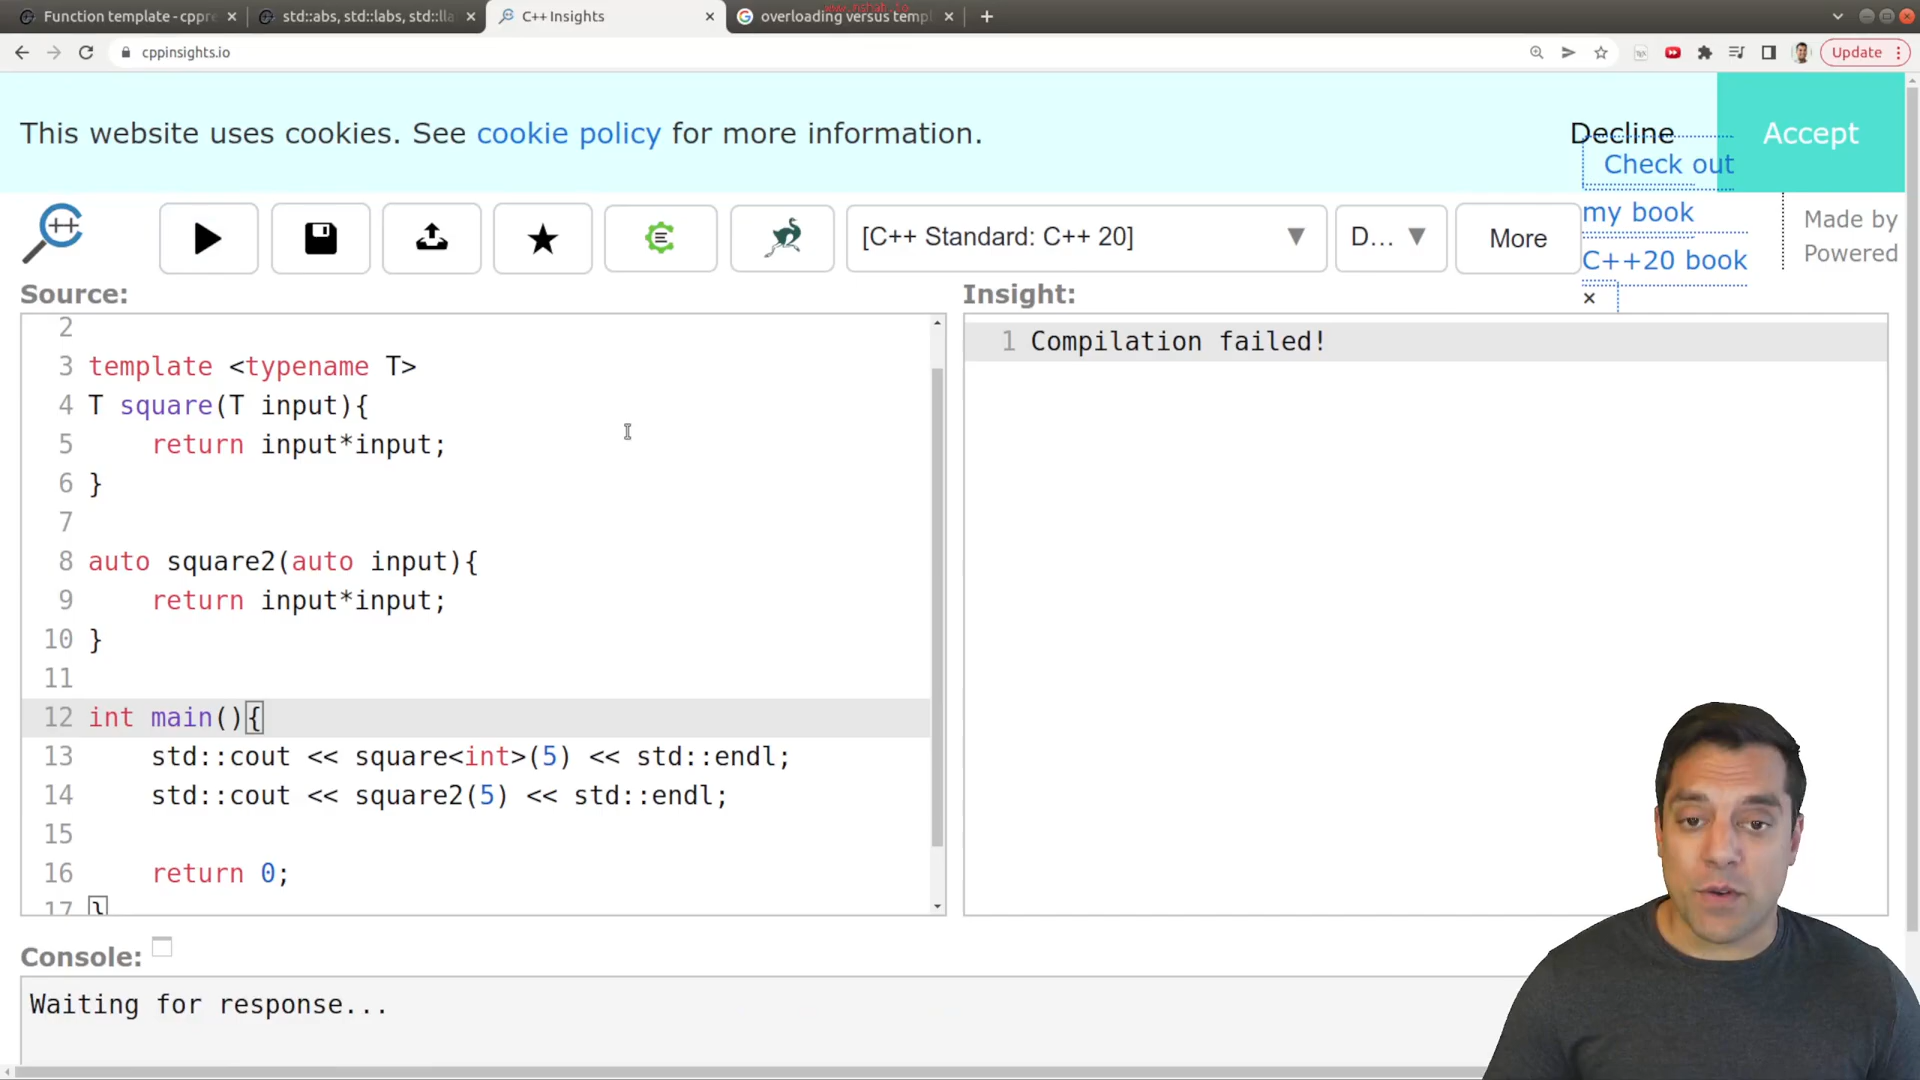 Function template - cppre
std::abs, std::labs, std::lla
C++ Insights
overloading versus templ
cppinsights.io
Update
This website uses cookies. See cookie policy for more information.
Decline
Accept
Check out
my book
C++20 book
[C++ Standard: C++ 20]
D...
More
Made by
Powered
Source:
Insight:
2
3 template <typename T>
4 T square(T input){
5 return input*input;
6 }
7
8 auto square2(auto input){
9 return input*input;
10 }
11
12 int main(){
13 std::cout << square<int>(5) << std::endl;
14 std::cout << square2(5) << std::endl;
15
16 return 0;
17 }
1 Compilation failed!
Console:
Waiting for response...